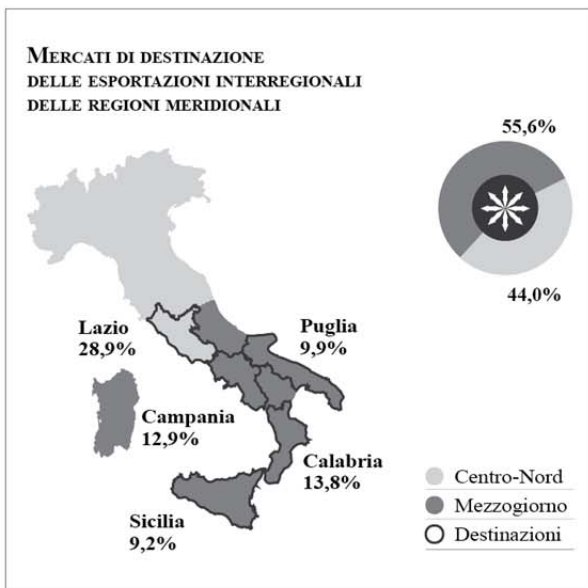 MERCATI DI DESTINAZIONE
DELLE ESPORTAZIONI INTERREGIONALI
DELLE REGIONI MERIDIONALI
55,6%
44,0%
Lazio
28,9%
Puglia
9,9%
Campania
12,9%
Calabria
13,8%
Sicilia
9,2%
Centro-Nord
Mezzogiorno
Destinazioni